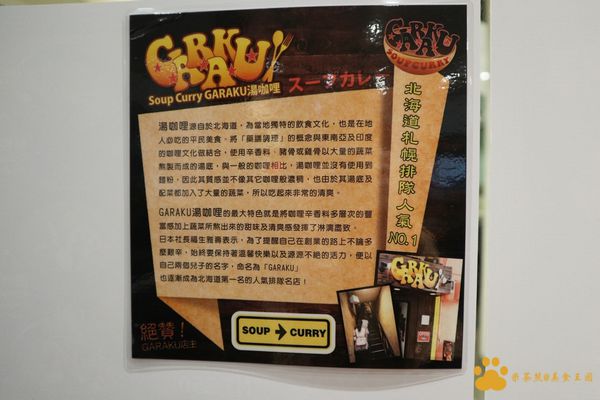 GARAKU
Soup Curry GARAKU湯咖哩
スープカレー
GARAKU
SOUP CURRY
北海道札幌排隊人氣NO.1
湯咖哩源自於北海道，為當地獨特的飲食文化，也是在地
人必吃的平民美食，將「藥膳調理」的概念與東南亞及印度
的咖哩文化做結合，使用辛香料、豬骨或雞骨以大量的蔬菜
熬製而成的湯底，與一般的咖哩相比，湯咖哩並沒有使用到
麵粉，因此其質感並不像其它咖哩般濃稠，也由於其湯底及
配菜都加入了大量的蔬菜，所以吃起來非常的清爽。
GARAKU湯咖哩的最大特色就是將咖哩辛香料多層次的豐
富感加上蔬菜所熬出來的甜味及清爽感發揮了淋漓盡致。
日本社長福生雅壽表示，為了提醒自己在創業的路上不論多
麼艱辛，始終要保持著溫馨快樂以及源源不絕的活力，便以
自己兩個兒子的名字，命名為「GARAKU」
也逐漸成為北海道第一名的人氣排隊名店！
GARAKU
絕贊！
GARAKU店主
SOUP → CURRY
美食王國